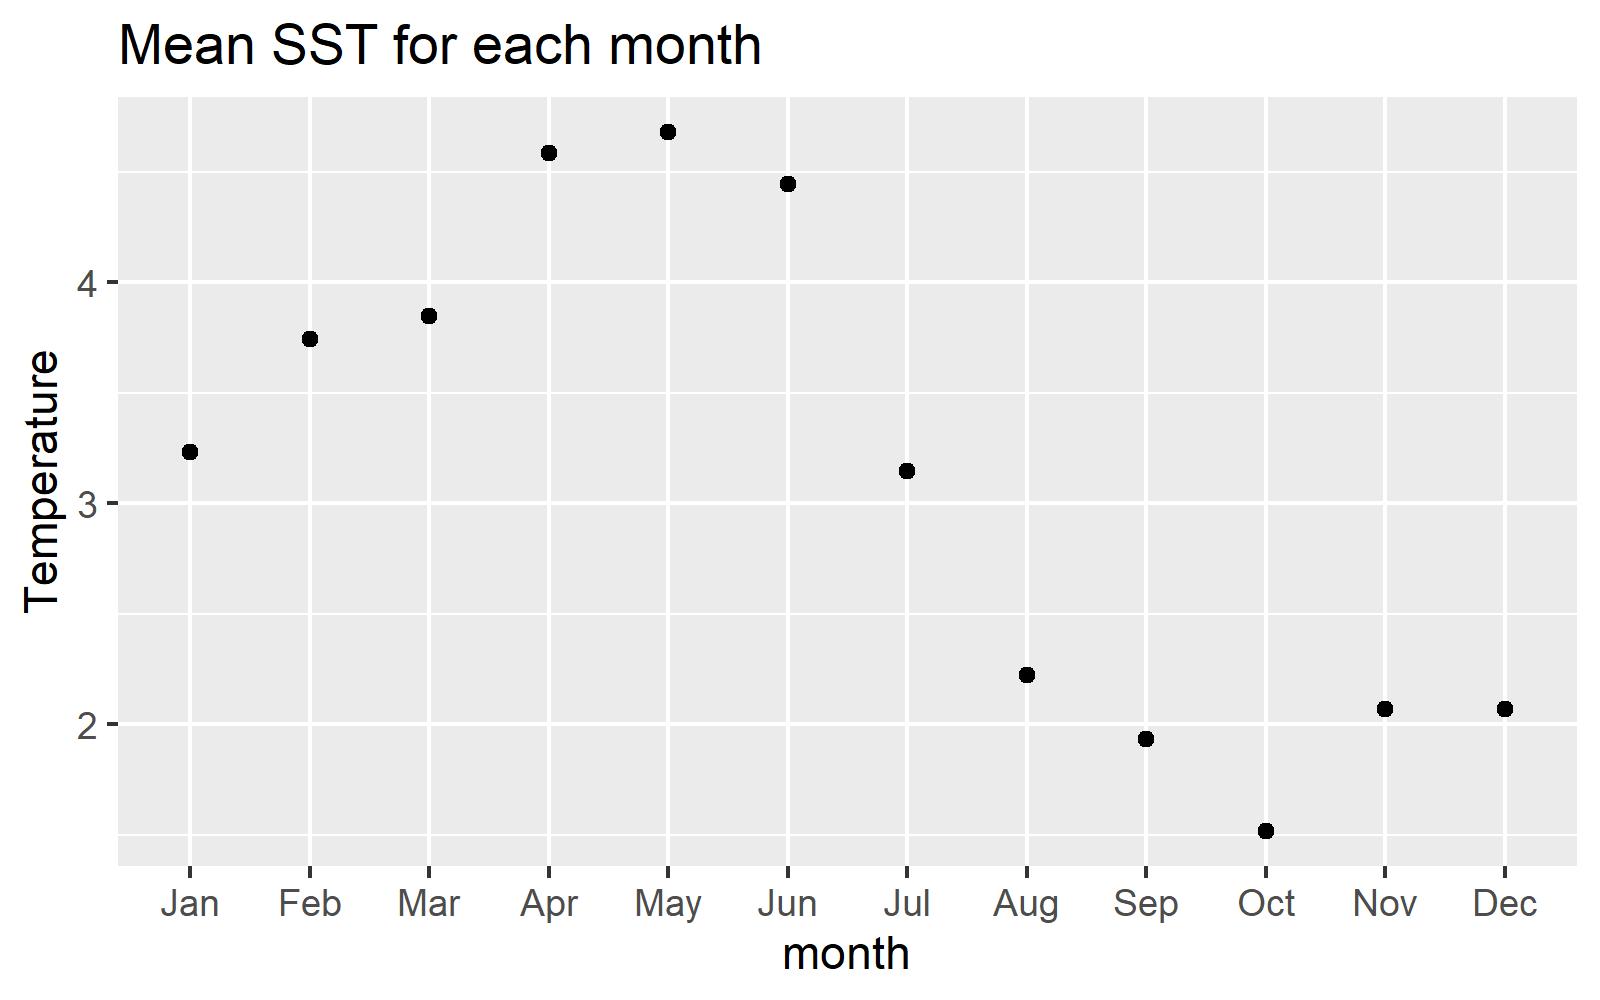 Mean SST for each month
Temperature
4
3
2
Jan Feb Mar Apr May Jun Jul Aug Sep Oct Nov Dec
month